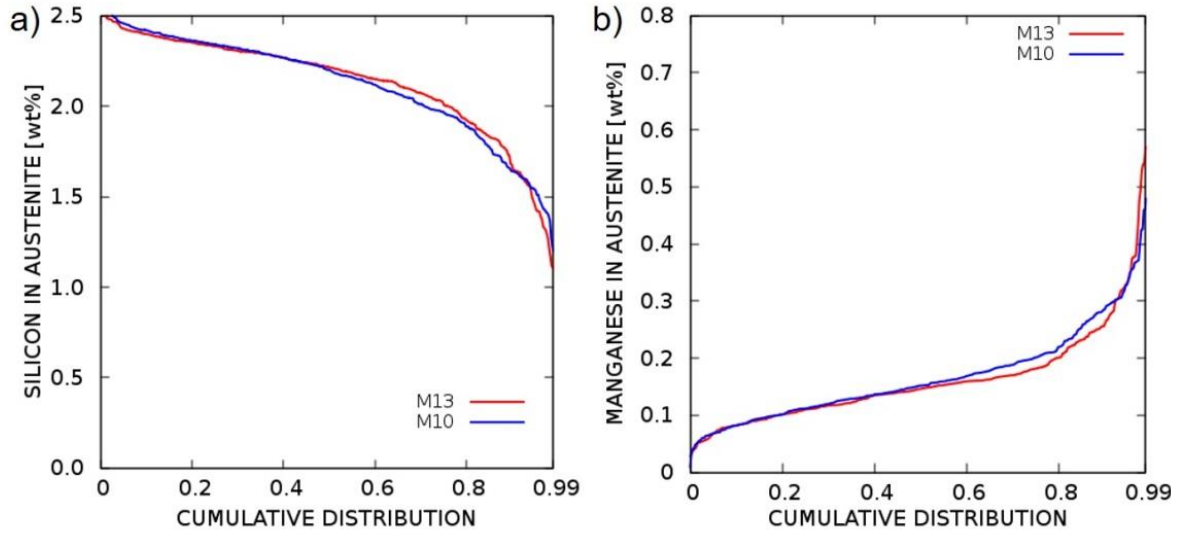 a)
SILICON IN AUSTENITE [wt%]
2.5
2.0
1.5
1.0
0.5
0.0
M13
M10
0
0.2
0.4
0.6
0.8
0.99
CUMULATIVE DISTRIBUTION
b)
MANGANESE IN AUSTENITE [wt%]
0.8
0.7
0.6
0.5
0.4
0.3
0.2
0.1
0
M13
M10
0
0.2
0.4
0.6
0.8
0.99
CUMULATIVE DISTRIBUTION